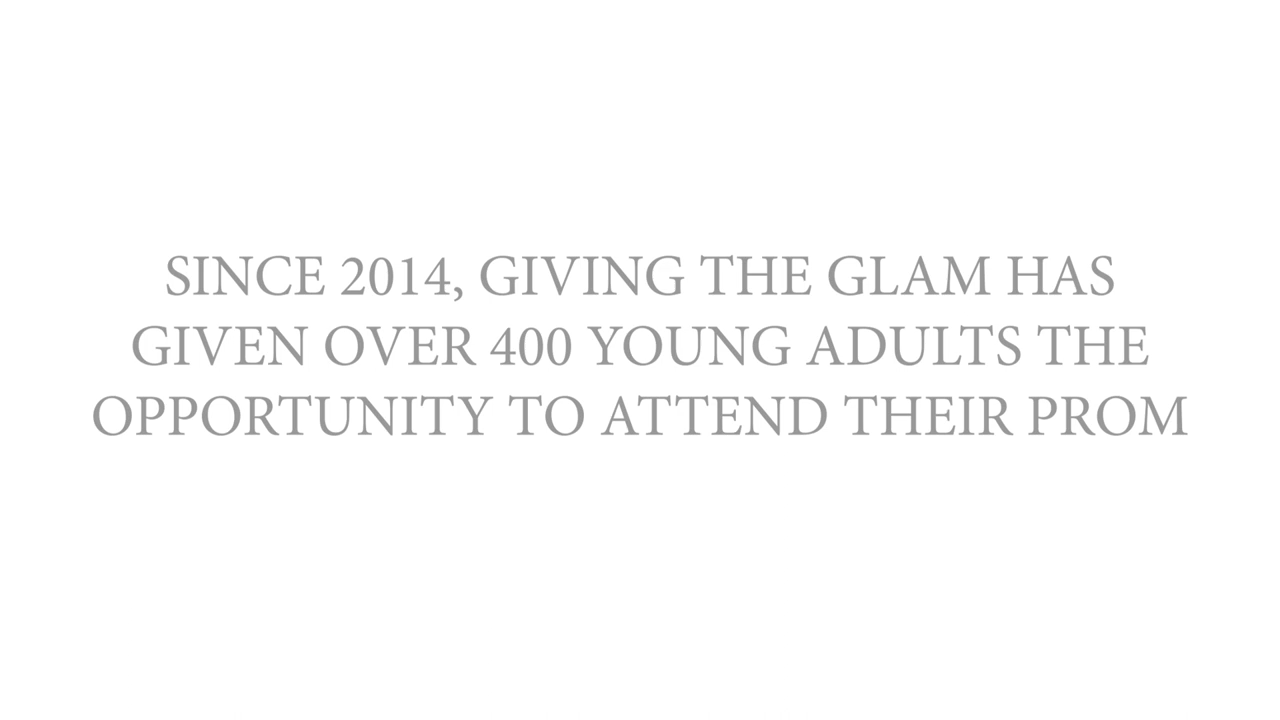 SINCE 2014, GIVING THE GLAM HAS
GIVEN OVER 400 YOUNG ADULTS THE
OPPORTUNITY TO ATTEND THEIR PROM